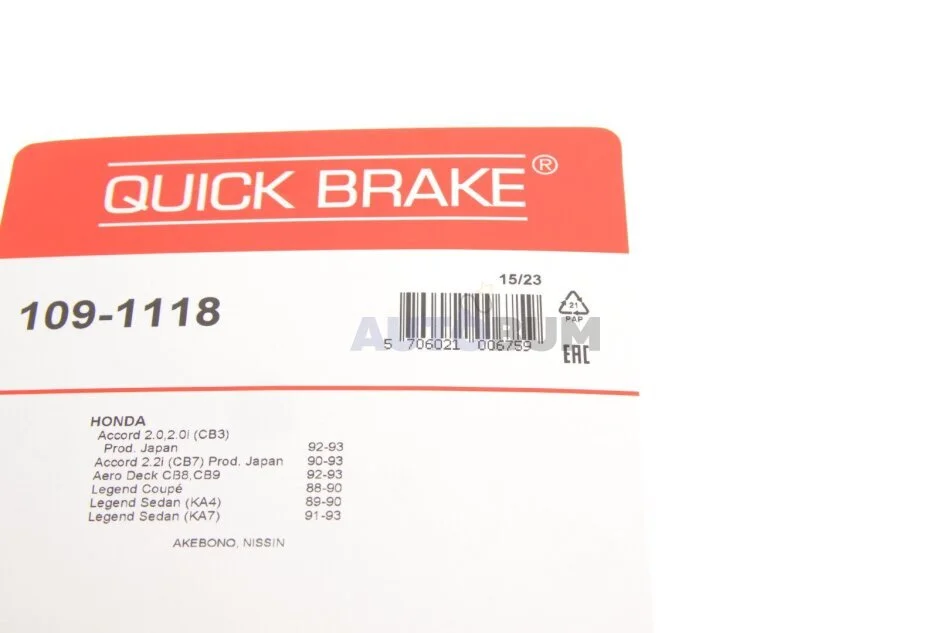 QUICK BRAKE®
15/23
109-1118
21
PAP
5 706021 006759
AUTOBUM
EAC
HONDA
Accord 2.0,2.0i (CB3)
Prod. Japan 92-93
Accord 2.2i (CB7) Prod. Japan 90-93
Aero Deck CB8,CB9 92-93
Legend Coupé 88-90
Legend Sedan (KA4) 89-90
Legend Sedan (KA7) 91-93
AKEBONO, NISSIN